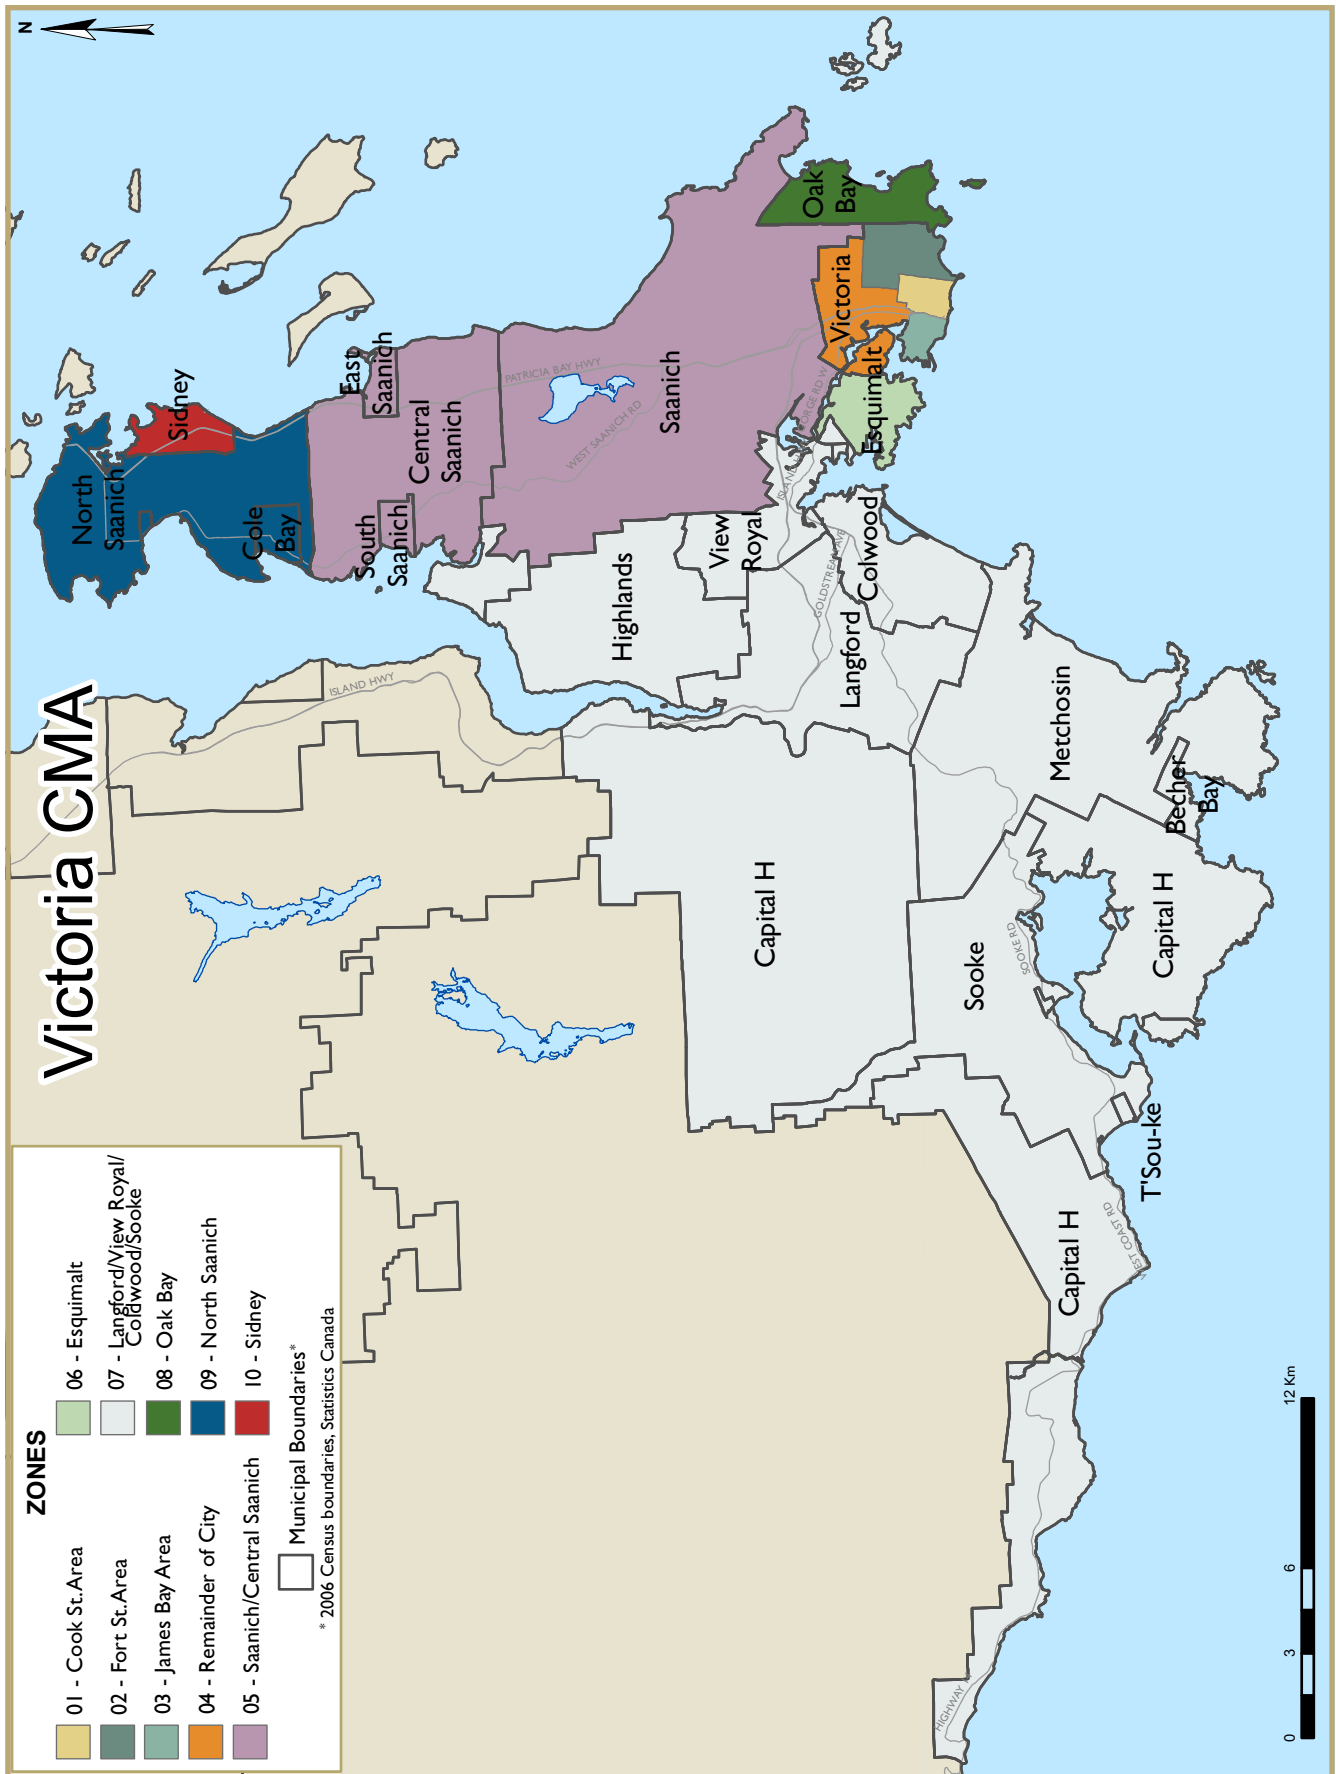 Victoria CMA
N
ZONES
01 - Cook St. Area
02 - Fort St. Area
03 - James Bay Area
04 - Remainder of City
05 - Saanich/Central Saanich
06 - Esquimalt
07 - Langford/View Royal/
Coldwood/Sooke
08 - Oak Bay
09 - North Saanich
10 - Sidney
Municipal Boundaries*
* 2006 Census boundaries, Statistics Canada
North
Saanich
Sidney
Cole
Bay
East
Saanich
South
Saanich
Central
Saanich
PATRICIA BAY HWY
WEST SAANICH RD
Saanich
ISLAND HWY
Highlands
View
Royal
GORGE RD W
Victoria
Oak
Bay
Esquimalt
GOLDSTREAM AVE
Colwood
Langford
Metchosin
Becher
Bay
Capital H
Sooke
SOOKE RD
Capital H
T'Sou-ke
Capital H
WEST COAST RD
HIGHWAY
0
3
6
12 Km